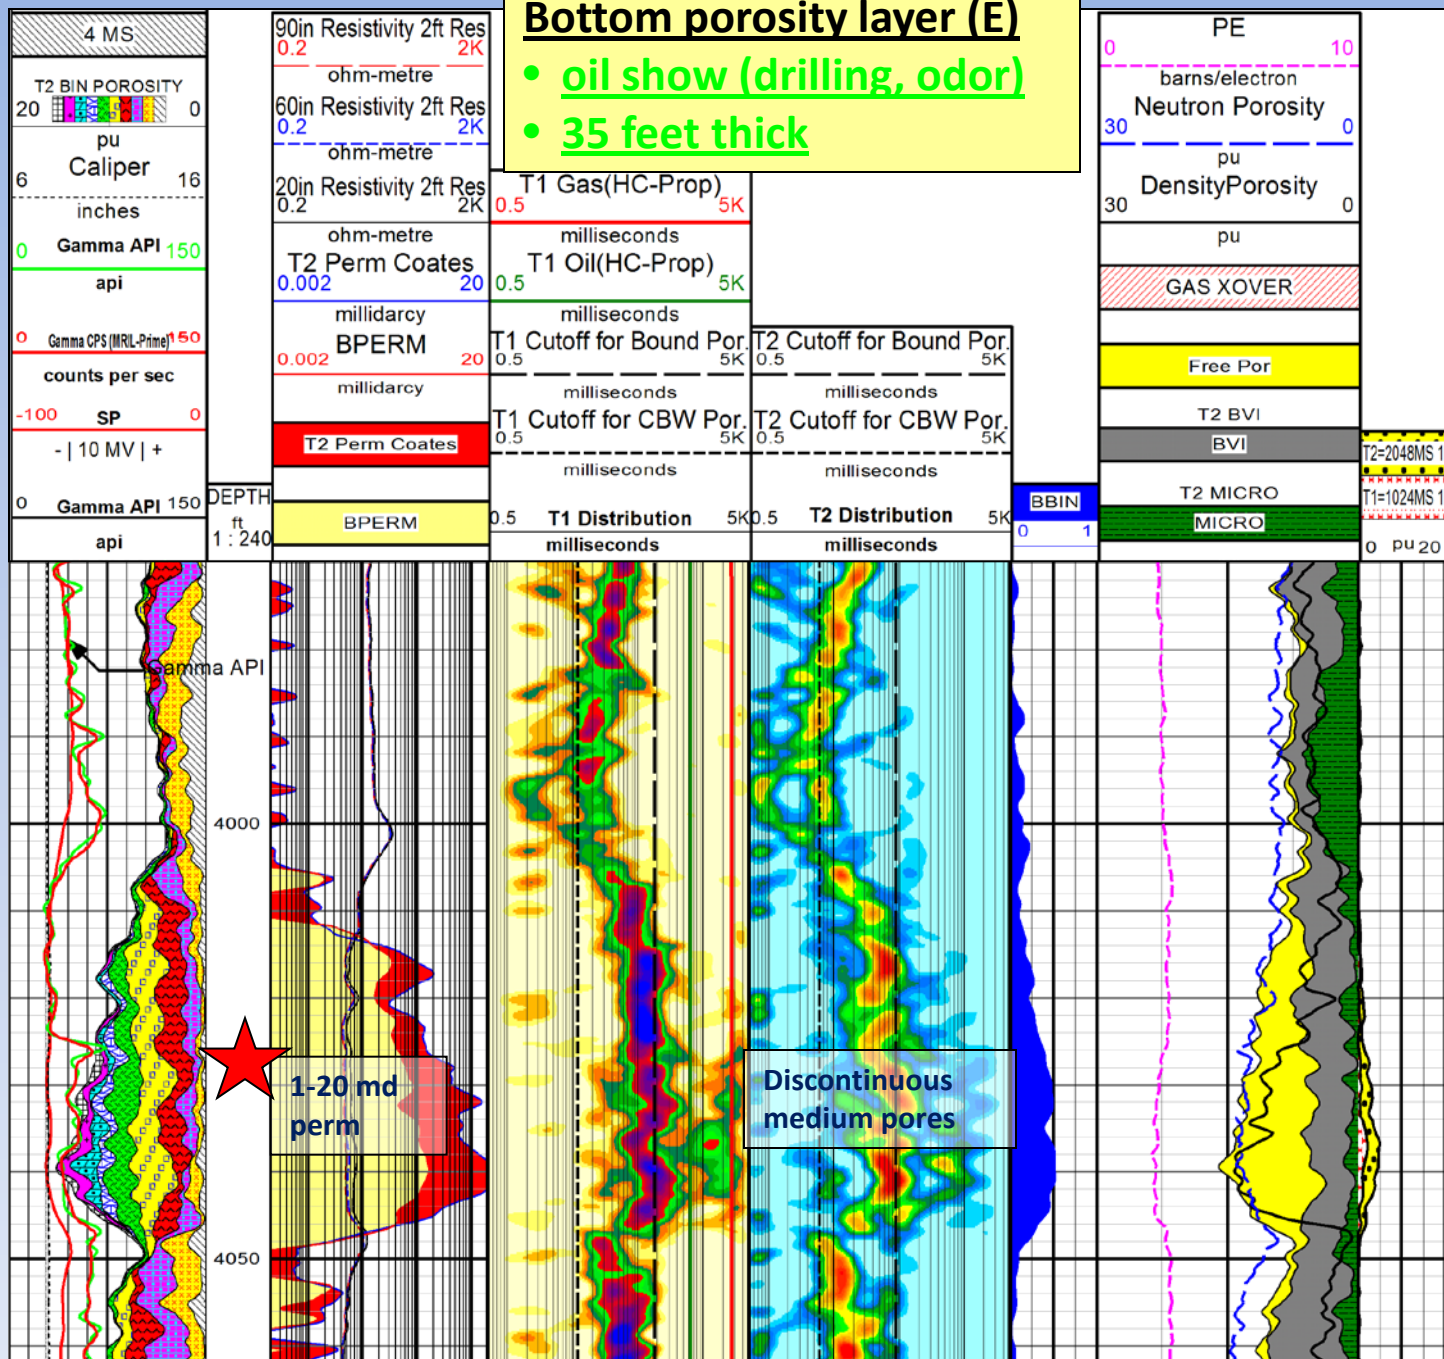 Bottom porosity layer (E)
• oil show (drilling, odor)
• 35 feet thick
4 MS
T2 BIN POROSITY
20 0
pu
Caliper
6 16
inches
Gamma API
0 150
api
Gamma CPS (MRIL-Prime)
0 150
counts per sec
-100 0
SP
- | 10 MV | +
0 Gamma API 150
api
DEPTH
ft
1 : 240
90in Resistivity 2ft Res
0.2 2K
ohm-metre
60in Resistivity 2ft Res
0.2 2K
ohm-metre
20in Resistivity 2ft Res
0.2 2K
ohm-metre
T2 Perm Coates
0.002 20
millidarcy
BPERM
0.002 20
millidarcy
T2 Perm Coates
BPERM
T1 Gas(HC-Prop)
0.5 5K
milliseconds
T1 Oil(HC-Prop)
0.5 5K
milliseconds
T1 Cutoff for Bound Por.
0.5 5K
milliseconds
T1 Cutoff for CBW Por.
0.5 5K
milliseconds
0.5 T1 Distribution 5K
milliseconds
T2 Cutoff for Bound Por.
0.5 5K
milliseconds
T2 Cutoff for CBW Por.
0.5 5K
milliseconds
0.5 T2 Distribution 5K
milliseconds
BBIN
0 1
PE
0 10
barns/electron
Neutron Porosity
30 0
pu
DensityPorosity
30 0
pu
GAS XOVER
Free Por
T2 BVI
BVI
T2 MICRO
MICRO
T2=2048MS 1
T1=1024MS 1
0 pu 20
Gamma API
4000
1-20 md
perm
Discontinuous
medium pores
4050